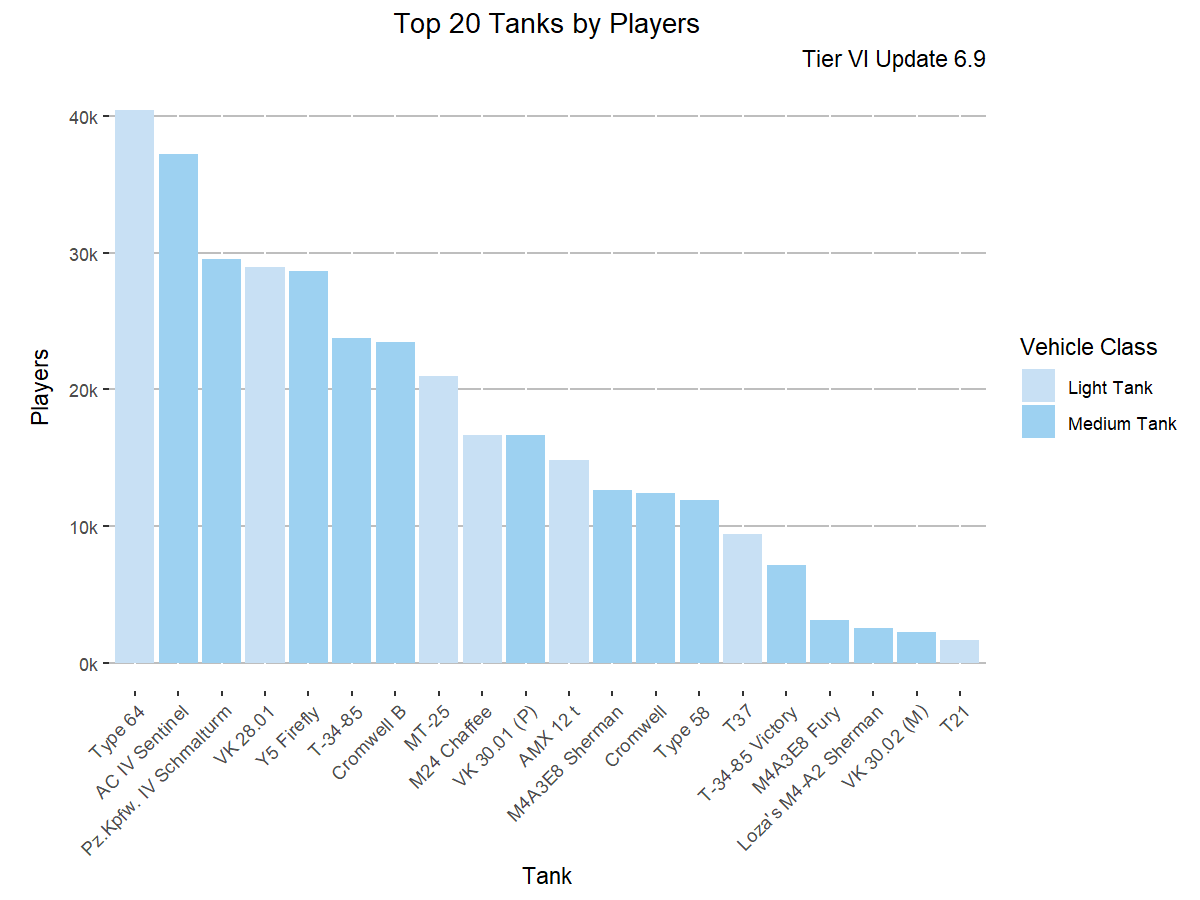 Top 20 Tanks by Players
Tier VI Update 6.9
Players
40k
30k
20k
10k
0k
Type 64
AC IV Sentinel
Pz.Kpfw. IV Schmalturm
VK 28.01
Y5 Firefly
T-34-85
Cromwell B
MT-25
M24 Chaffee
VK 30.01 (P)
AMX 12 t
M4A3E8 Sherman
Cromwell
Type 58
T37
T-34-85 Victory
M4A3E8 Fury
Loza's M4-A2 Sherman
VK 30.02 (M)
T21
Tank
Vehicle Class
Light Tank
Medium Tank